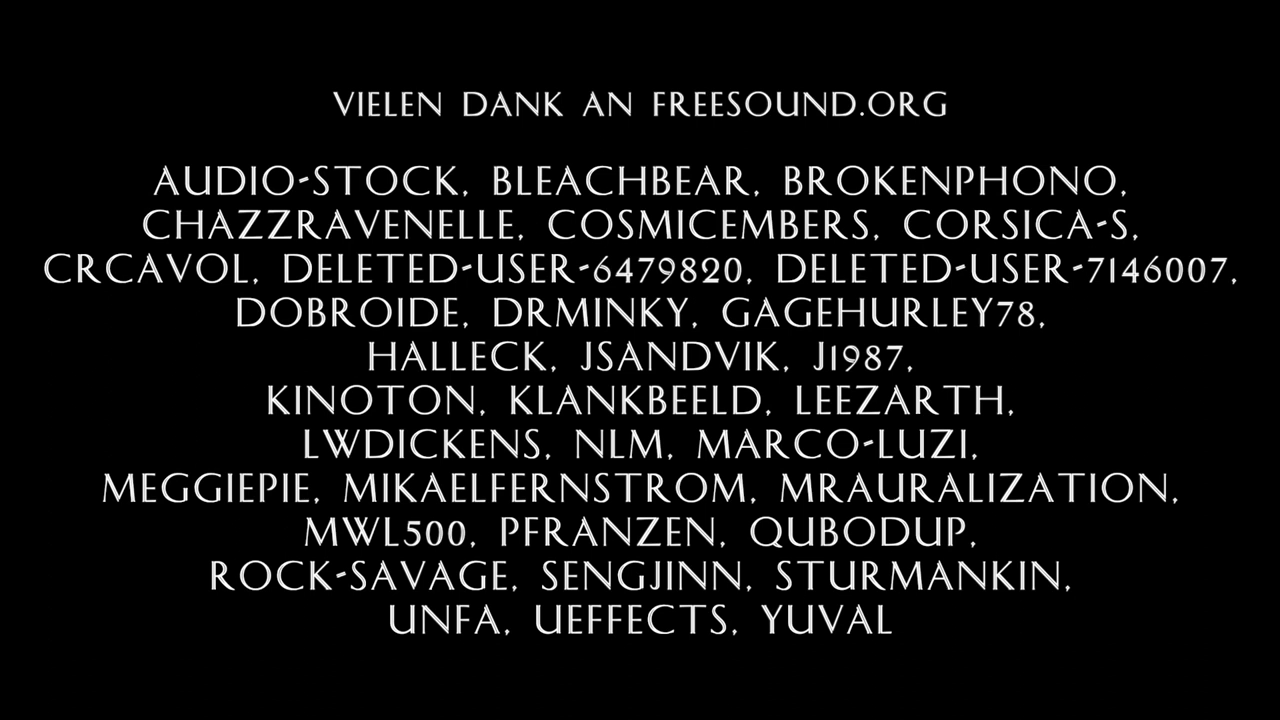 VIELEN DANK AN FREESOUND.ORG
AUDIO-STOCK, BLEACHBEAR, BROKENPHONO,
CHAZZRAVENELLE, COSMICEMBERS, CORSICA-S,
CRCAVOL, DELETED-USER-6479820, DELETED-USER-7146007,
DOBROIDE, DRMINKY, GAGEHURLEY78,
HALLECK, JSANDVIK, J1987,
KINOTON, KLANKBEELD, LEEZARTH,
LWDICKENS, NLM, MARCO-LUZI,
MEGGIEPIE, MIKAELFERNSTROM, MRAURALIZATION,
MWL500, PFRANZEN, QUBODUP,
ROCK-SAVAGE, SENGJINN, STURMANKIN,
UNFA, UEFFECTS, YUVAL